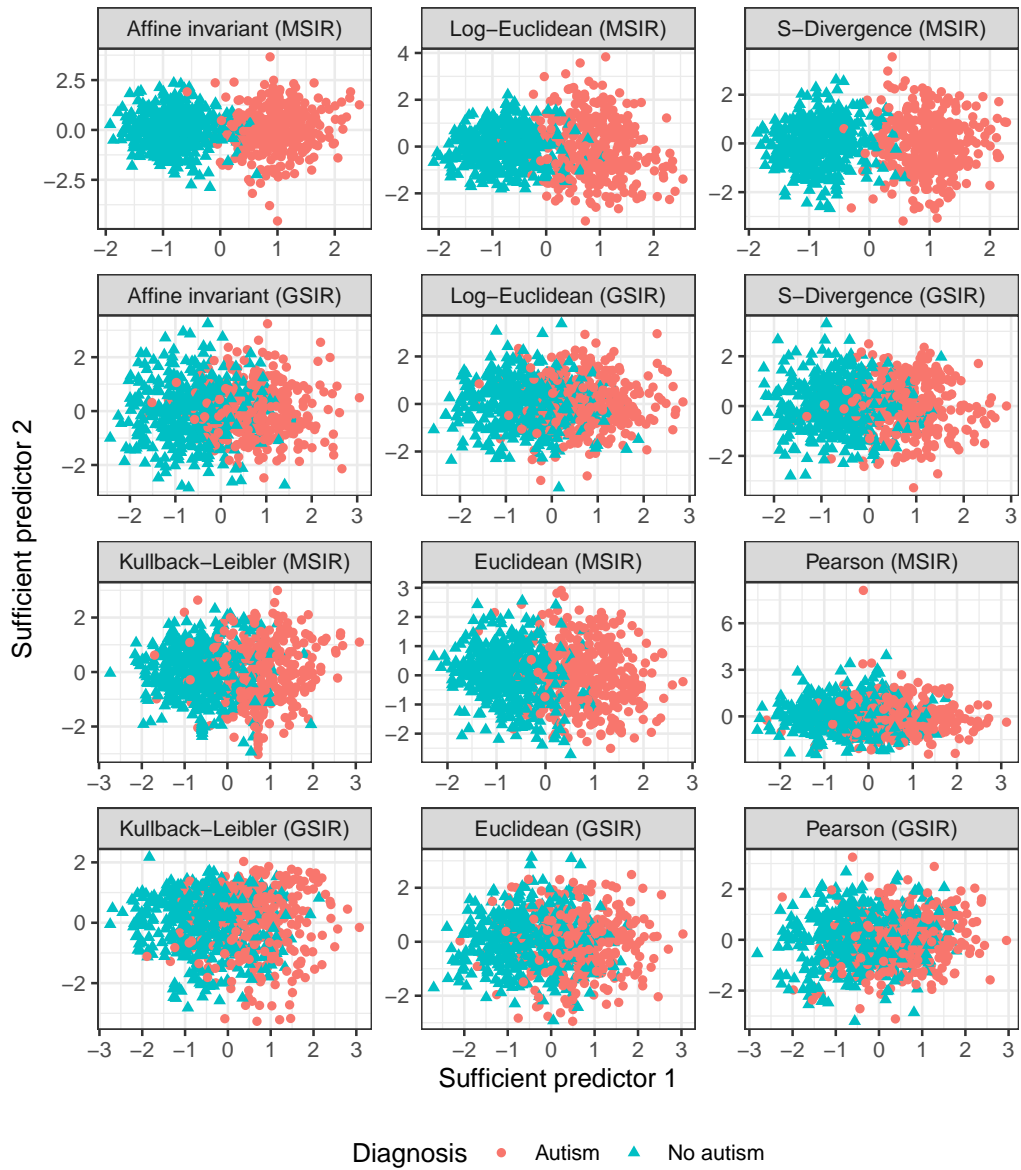 Affine invariant (MSIR)
Log−Euclidean (MSIR)
S−Divergence (MSIR)
2.5
0.0
−2.5
−2 −1 0 1 2
4
2
0
−2
−2 −1 0 1 2
2
0
−2
−2 −1 0 1 2
Affine invariant (GSIR)
Log−Euclidean (GSIR)
S−Divergence (GSIR)
2
0
−2
−2 −1 0 1 2 3
2
0
−2
−2 −1 0 1 2 3
2
0
−2
−2 −1 0 1 2 3
Sufficient predictor 2
Kullback−Leibler (MSIR)
Euclidean (MSIR)
Pearson (MSIR)
2
0
−2
−3 −2 −1 0 1 2 3
3
2
1
0
−1
−2
−2 −1 0 1 2 3
6
3
0
−2 −1 0 1 2 3
Kullback−Leibler (GSIR)
Euclidean (GSIR)
Pearson (GSIR)
2
0
−2
−3 −2 −1 0 1 2 3
2
0
−2
−2 −1 0 1 2 3
2
0
−2
−3 −2 −1 0 1 2 3
Sufficient predictor 1
Diagnosis Autism No autism